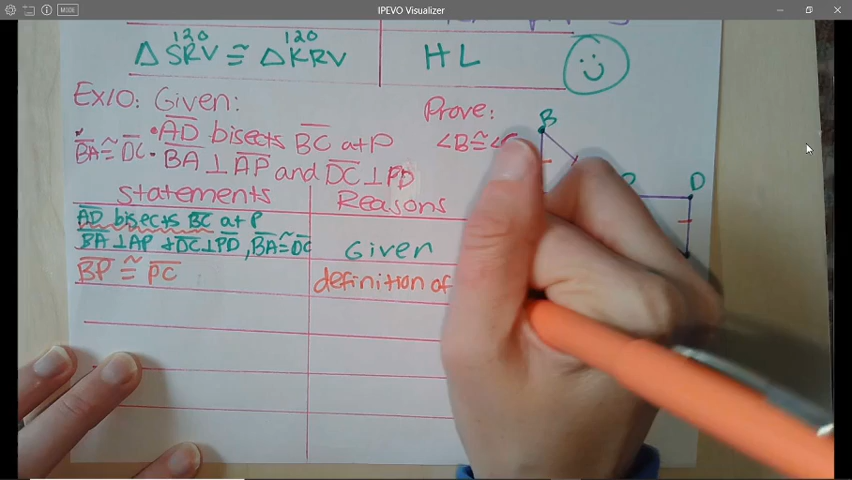 MODE
IPEVO Visualizer
120 120
△SRV ≅ △KRV
HL
Ex10: Given:
• AD bisects BC at P
BA≅DC • BA ⊥ AP and DC ⊥ PD
Prove:
∠B≅∠C
B
D
statements
Reasons
AD bisects BC at P
BA ⊥ AP + DC ⊥ PD, BA≅DC
Given
BP ≅ PC
definition of